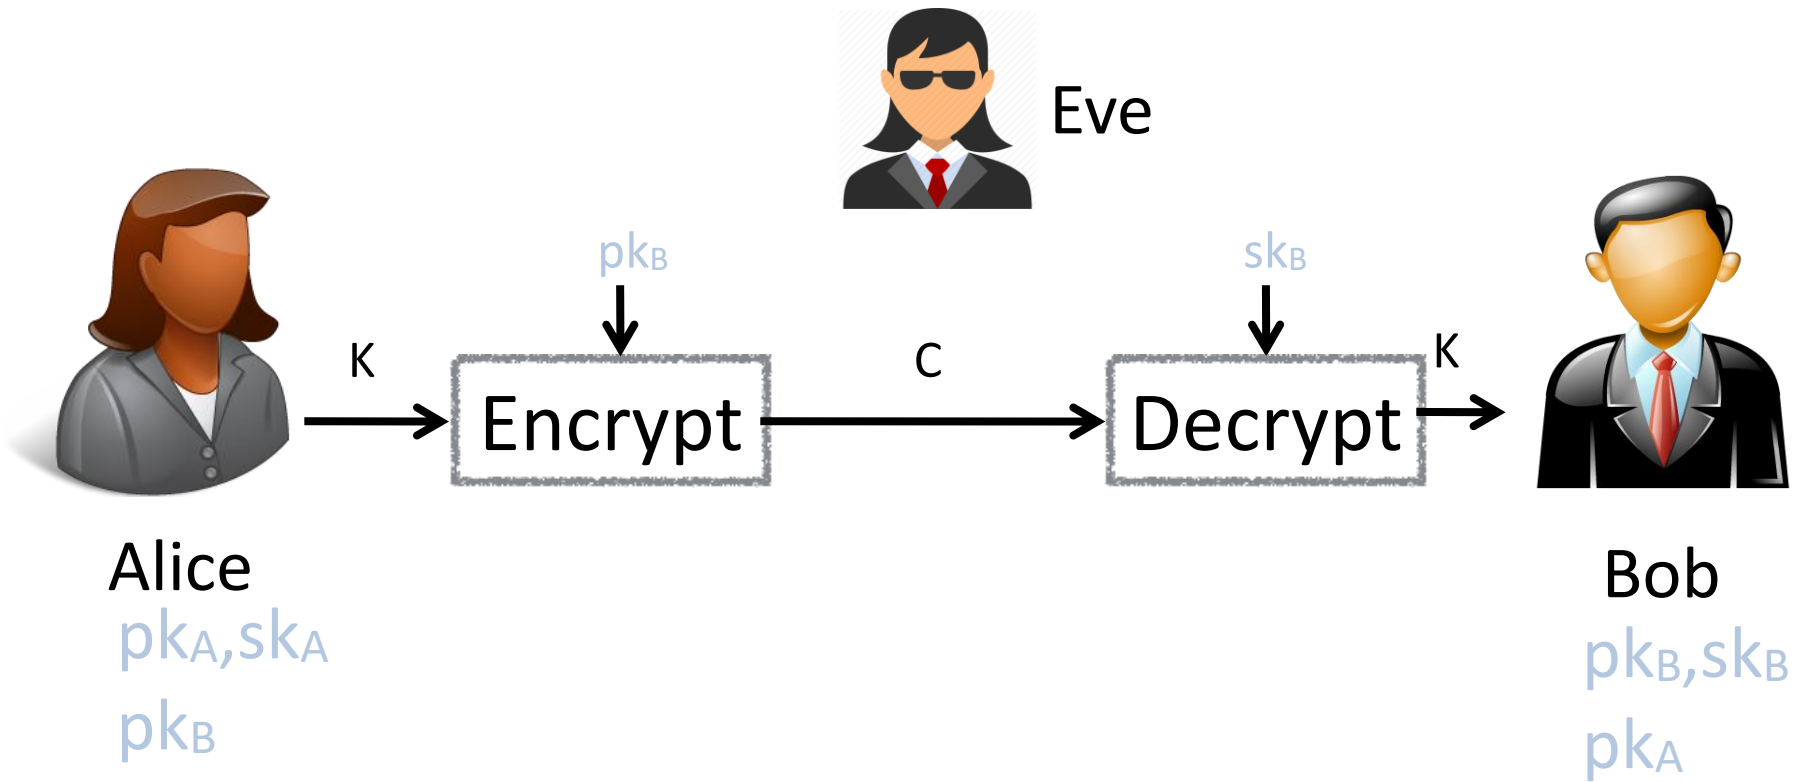 Eve
pkB
skB
K
C
K
Encrypt
Decrypt
Alice
Bob
pkA,skA
pkB,skB
pkB
pkA